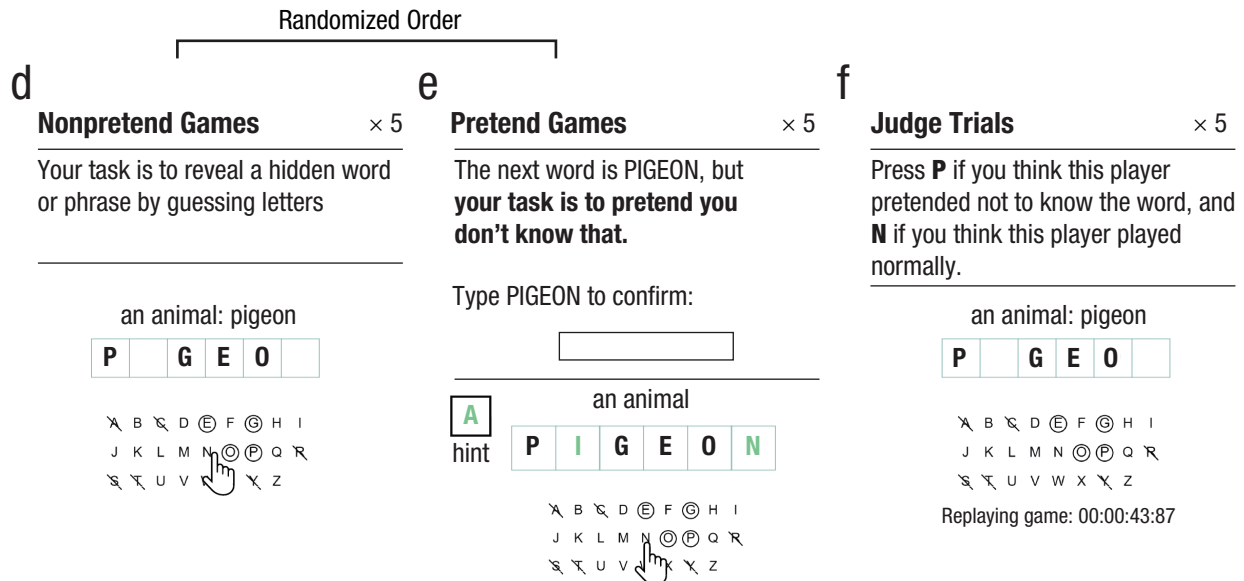 Randomized Order
d
Nonpretend Games × 5
Your task is to reveal a hidden word
or phrase by guessing letters
an animal: pigeon
P G E O
A B C D E F G H I
J K L M N O P Q R
S T U V Y Z
e
Pretend Games × 5
The next word is PIGEON, but
your task is to pretend you
don't know that.
Type PIGEON to confirm:
A
hint
an animal
P I G E O N
A B C D E F G H I
J K L M N O P Q R
S T U V X Y Z
f
Judge Trials × 5
Press P if you think this player
pretended not to know the word, and
N if you think this player played
normally.
an animal: pigeon
P G E O
A B C D E F G H I
J K L M N O P Q R
S T U V W X Y Z
Replaying game: 00:00:43:87